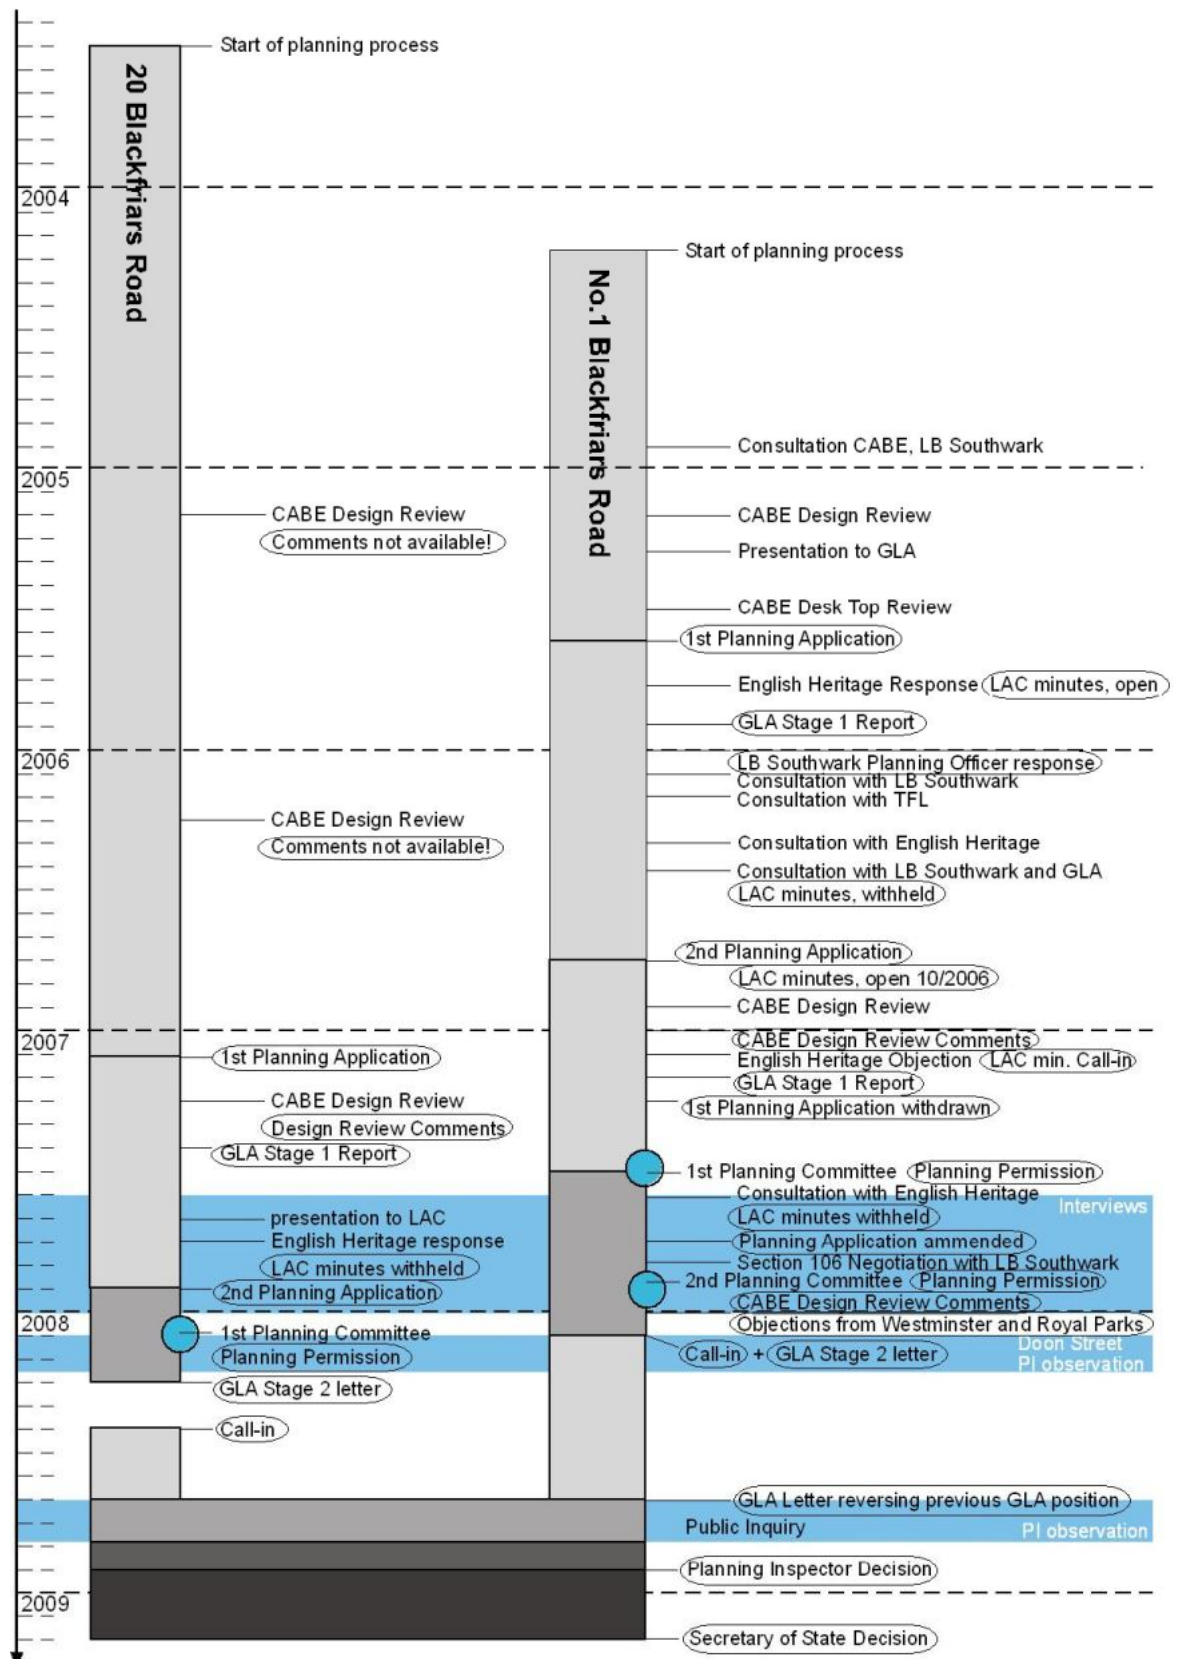 Start of planning process
20 Blackfriars Road
2004
Start of planning process
No.1 Blackfriars Road
Consultation CABE, LB Southwark
2005
CABE Design Review
Comments not available!
CABE Design Review
Presentation to GLA
CABE Desk Top Review
1st Planning Application
English Heritage Response LAC minutes, open
GLA Stage 1 Report
2006
LB Southwark Planning Officer response
Consultation with LB Southwark
Consultation with TFL
CABE Design Review
Comments not available!
Consultation with English Heritage
Consultation with LB Southwark and GLA
LAC minutes, withheld
2nd Planning Application
LAC minutes, open 10/2006
CABE Design Review
2007
CABE Design Review Comments
English Heritage Objection LAC min. Call-in
GLA Stage 1 Report
1st Planning Application withdrawn
1st Planning Application
CABE Design Review
Design Review Comments
GLA Stage 1 Report
1st Planning Committee Planning Permission
Consultation with English Heritage
Interviews
LAC minutes withheld
Planning Application ammended
Section 106 Negotiation with LB Southwark
2nd Planning Committee Planning Permission
CABE Design Review Comments
presentation to LAC
English Heritage response
LAC minutes withheld
2nd Planning Application
2008
Objections from Westminster and Royal Parks
1st Planning Committee
Planning Permission
Call-in + GLA Stage 2 letter
Doon Street
PI observation
GLA Stage 2 letter
Call-in
GLA Letter reversing previous GLA position
Public Inquiry
PI observation
Planning Inspector Decision
2009
Secretary of State Decision